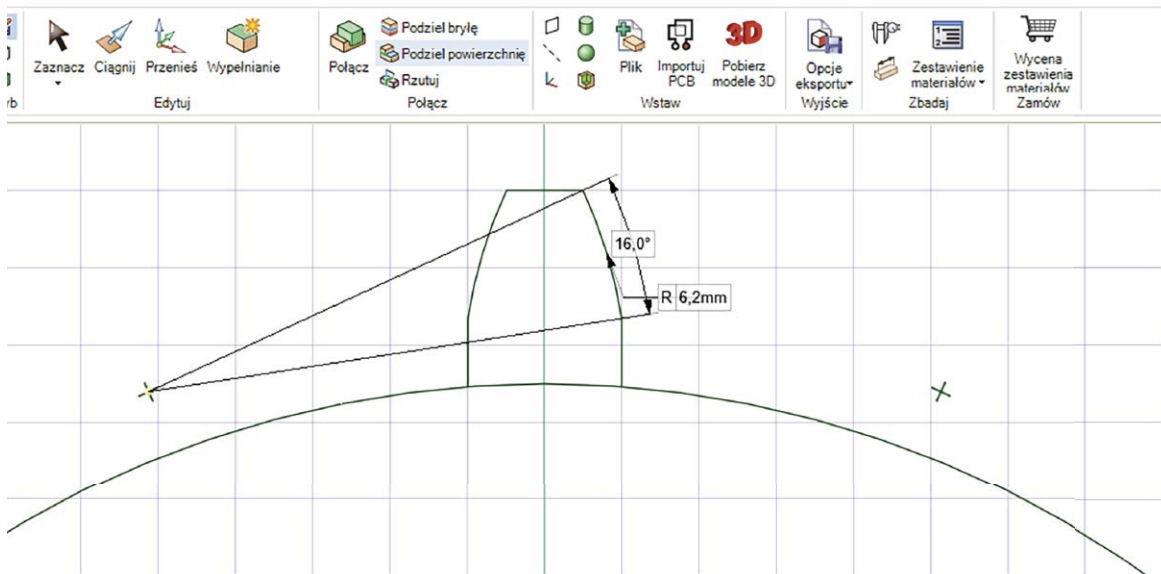 Zaznacz
Ciągnij
Przenieś
Wypełnianie
Edytuj
Połącz
Podziel bryłę
Podziel powierzchnię
Rzutuj
Połącz
Plik
Importuj
PCB
3D
Pobierz
modele 3D
Wstaw
Opcje
eksportu
Wyjście
Zestawienie
materiałów
Zbadaj
Wycena
zestawienia
materiałów
Zamów
16,0°
R 6,2mm